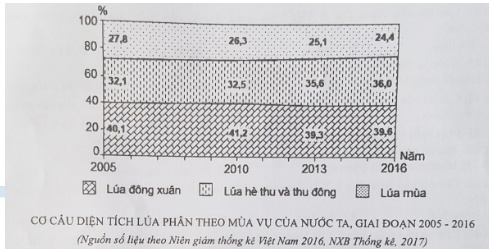 %
100
80
60
40
20
0
27,8 26,3 25,1 24,4
32,1 32,5 35,6 36,0
40,1 41,2 39,3 39,6
2005 2010 2013 2016 Năm
Lúa đông xuân Lúa hè thu và thu đông Lúa mùa
CƠ CẤU DIỆN TÍCH LÚA PHÂN THEO MÙA VỤ CỦA NƯỚC TA, GIAI ĐOẠN 2005 - 2016
(Nguồn số liệu theo Niên giám thống kê Việt Nam 2016, NXB Thống kê, 2017)